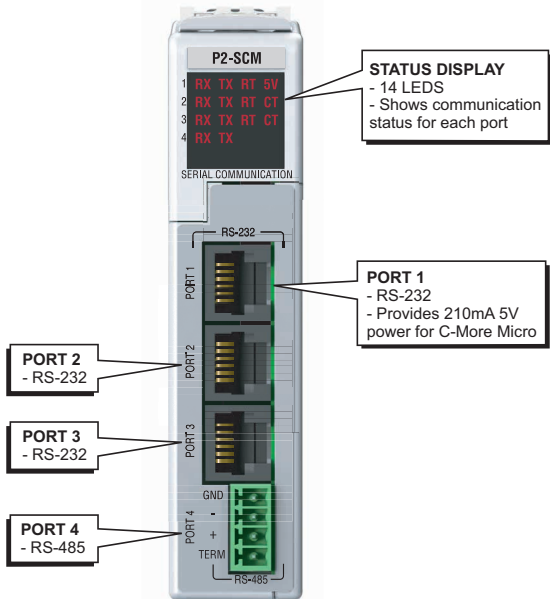 P2-SCM
1 RX TX RT 5V
2 RX TX RT CT
3 RX TX RT CT
4 RX TX
SERIAL COMMUNICATION
STATUS DISPLAY
- 14 LEDS
- Shows communication
status for each port
RS-232
PORT 1
PORT 1
- RS-232
- Provides 210mA 5V
power for C-More Micro
PORT 2
- RS-232
PORT 2
PORT 3
- RS-232
PORT 3
PORT 4
- RS-485
PORT 4
GND
-
+
TERM
RS-485